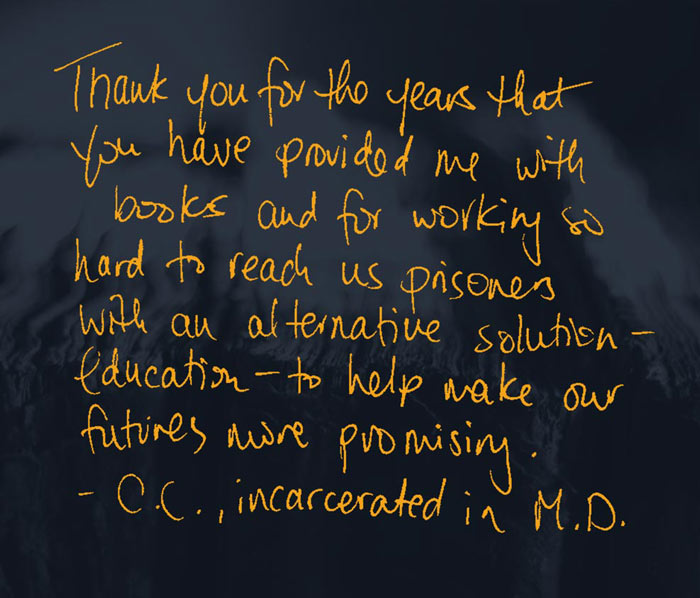 Thank you for the years that
you have provided me with
books and for working so
hard to reach us prisoners
with an alternative solution -
education - to help make our
futures more promising.
- C.C., incarcerated in M.D.